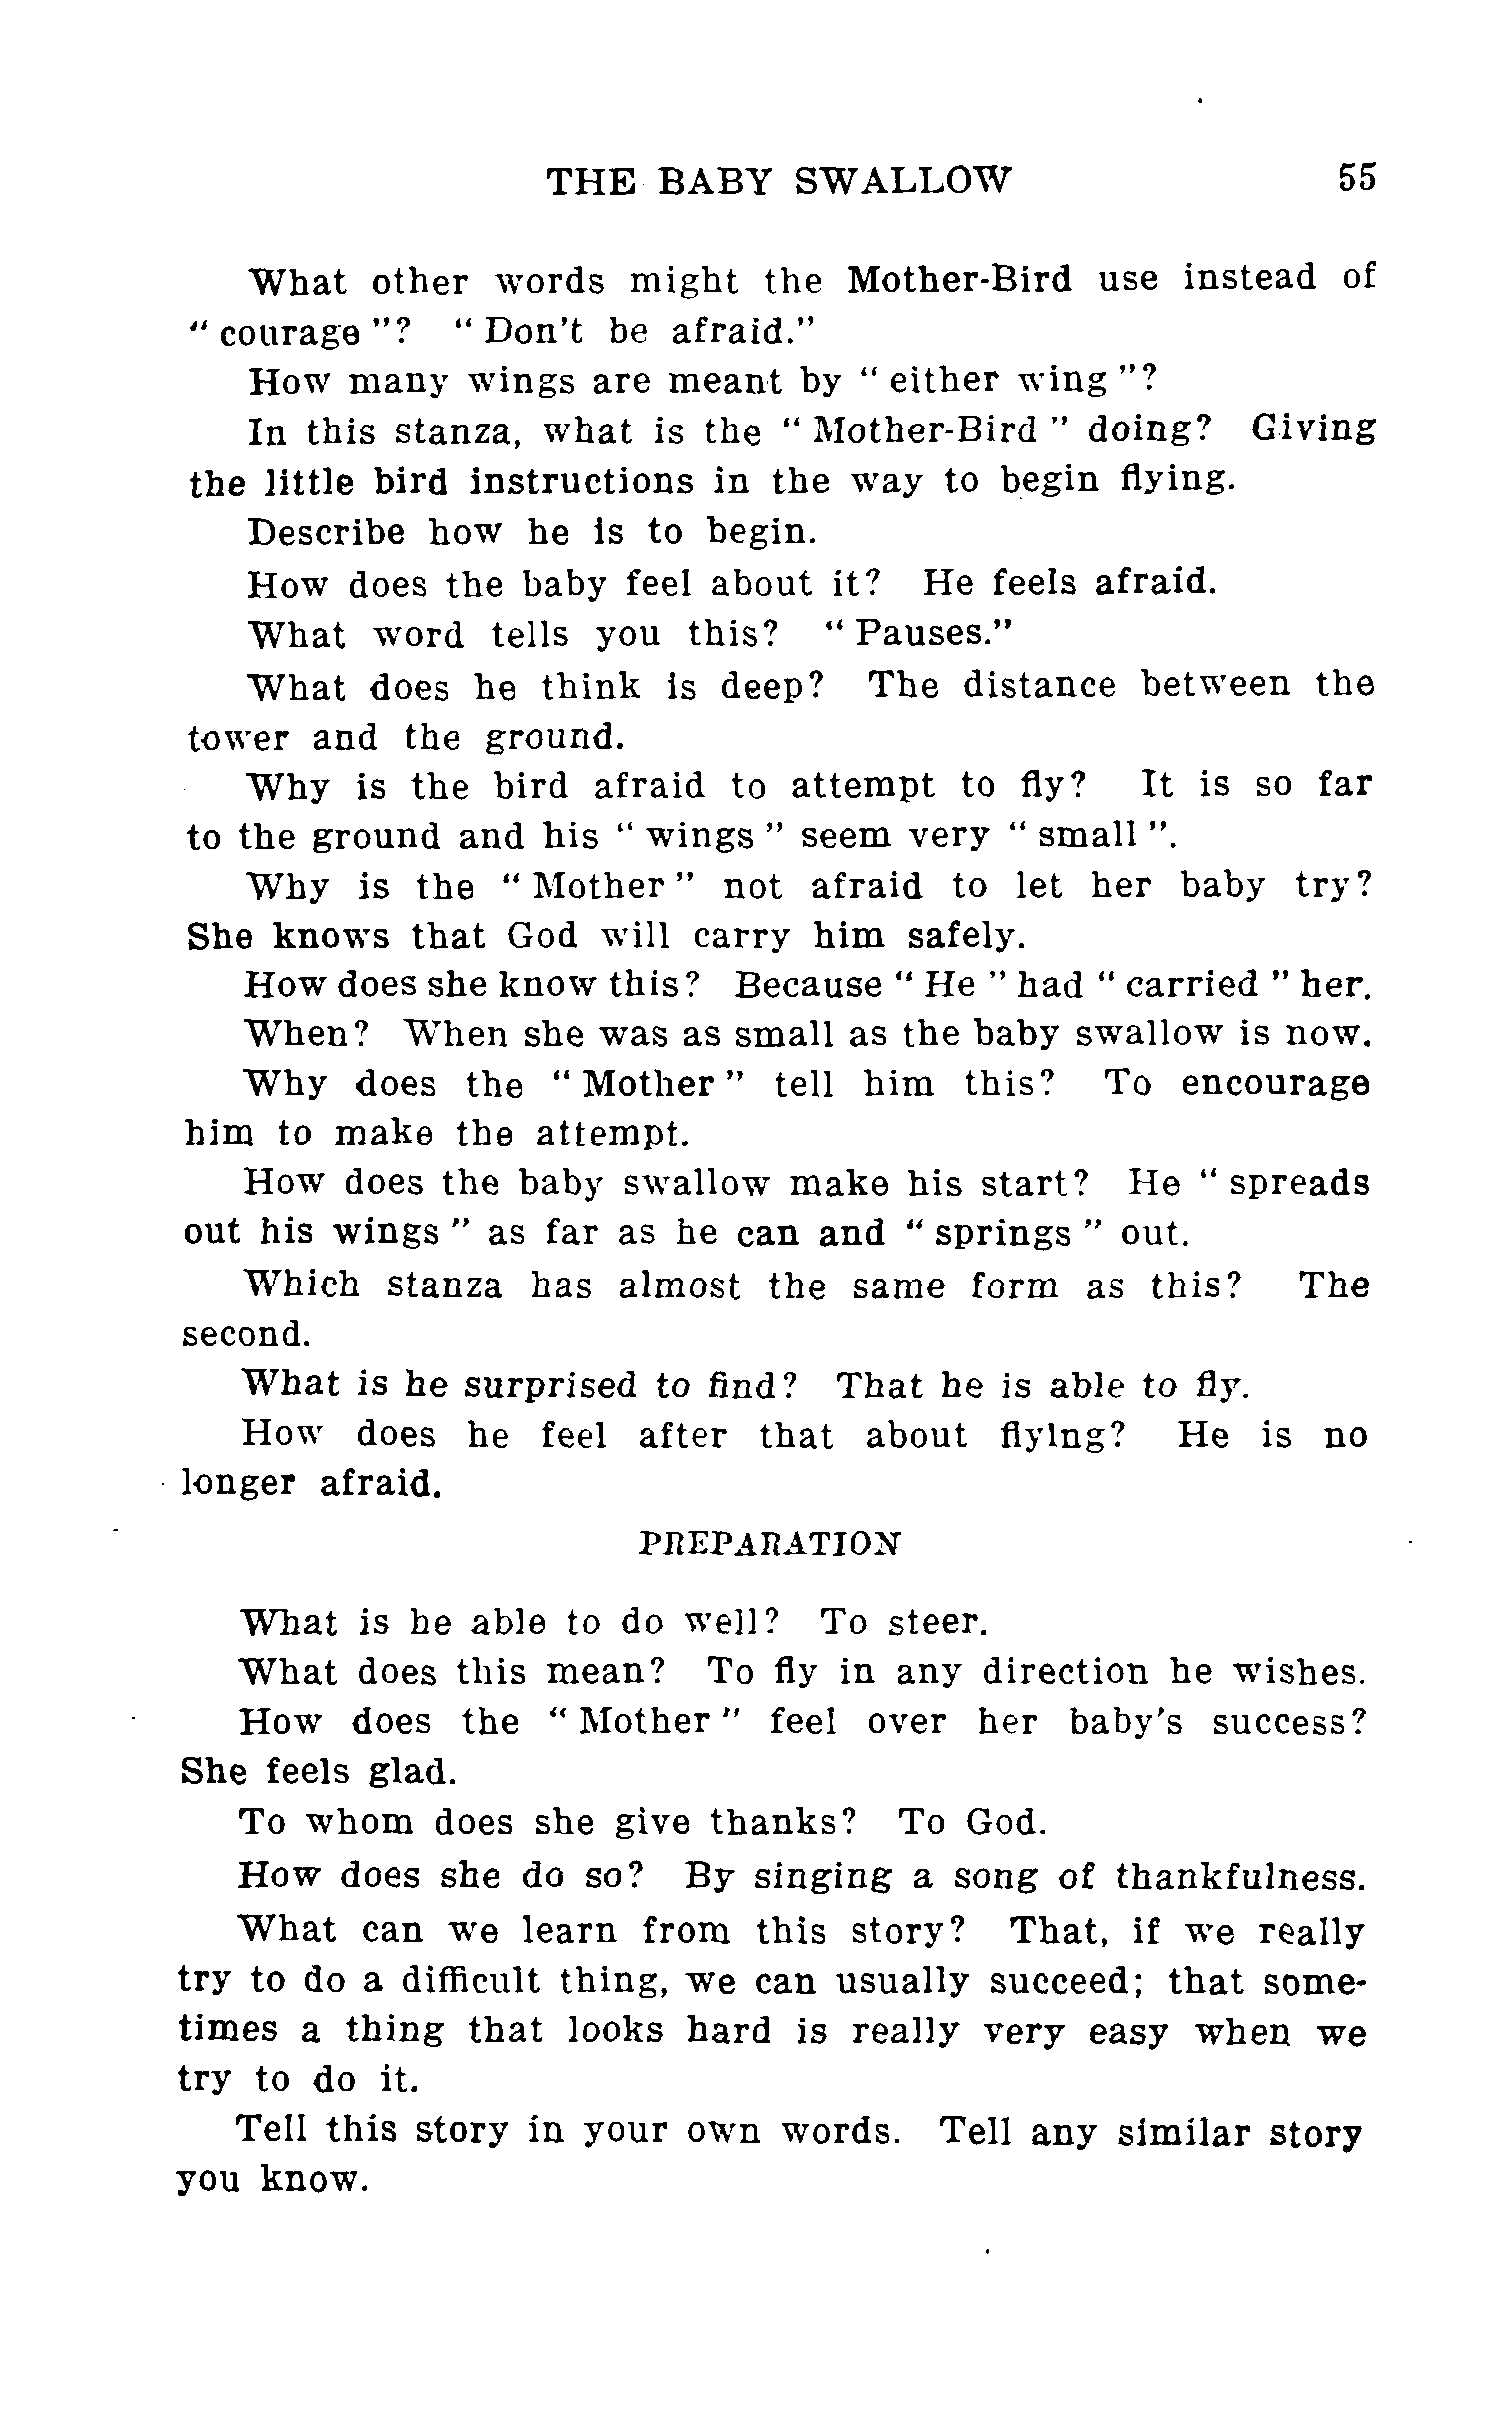 THE BABY SWALLOW 55
What other words might the Mother-Bird use instead of
“ courage ”? “ Don't be afraid.”
How many wings are meant by “ either wing ”?
In this stanza, what is the “ Mother-Bird ” doing? Giving
the little bird instructions in the way to begin flying.
Describe how he is to begin.
How does the baby feel about it? He feels afraid.
What word tells you this? “ Pauses.”
What does he think is deep? The distance between the
tower and the ground.
Why is the bird afraid to attempt to fly? It is so far
to the ground and his “ wings ” seem very “ small ”.
Why is the “ Mother ” not afraid to let her baby try?
She knows that God will carry him safely.
How does she know this? Because “ He ” had “ carried ” her.
When? When she was as small as the baby swallow is now.
Why does the “ Mother ” tell him this? To encourage
him to make the attempt.
How does the baby swallow make his start? He “ spreads
out his wings ” as far as he can and “ springs ” out.
Which stanza has almost the same form as this? The
second.
What is he surprised to find? That he is able to fly.
How does he feel after that about flying? He is no
longer afraid.
PREPARATION
What is he able to do well? To steer.
What does this mean? To fly in any direction he wishes.
How does the “ Mother ” feel over her baby's success?
She feels glad.
To whom does she give thanks? To God.
How does she do so? By singing a song of thankfulness.
What can we learn from this story? That, if we really
try to do a difficult thing, we can usually succeed; that some-
times a thing that looks hard is really very easy when we
try to do it.
Tell this story in your own words. Tell any similar story
you know.